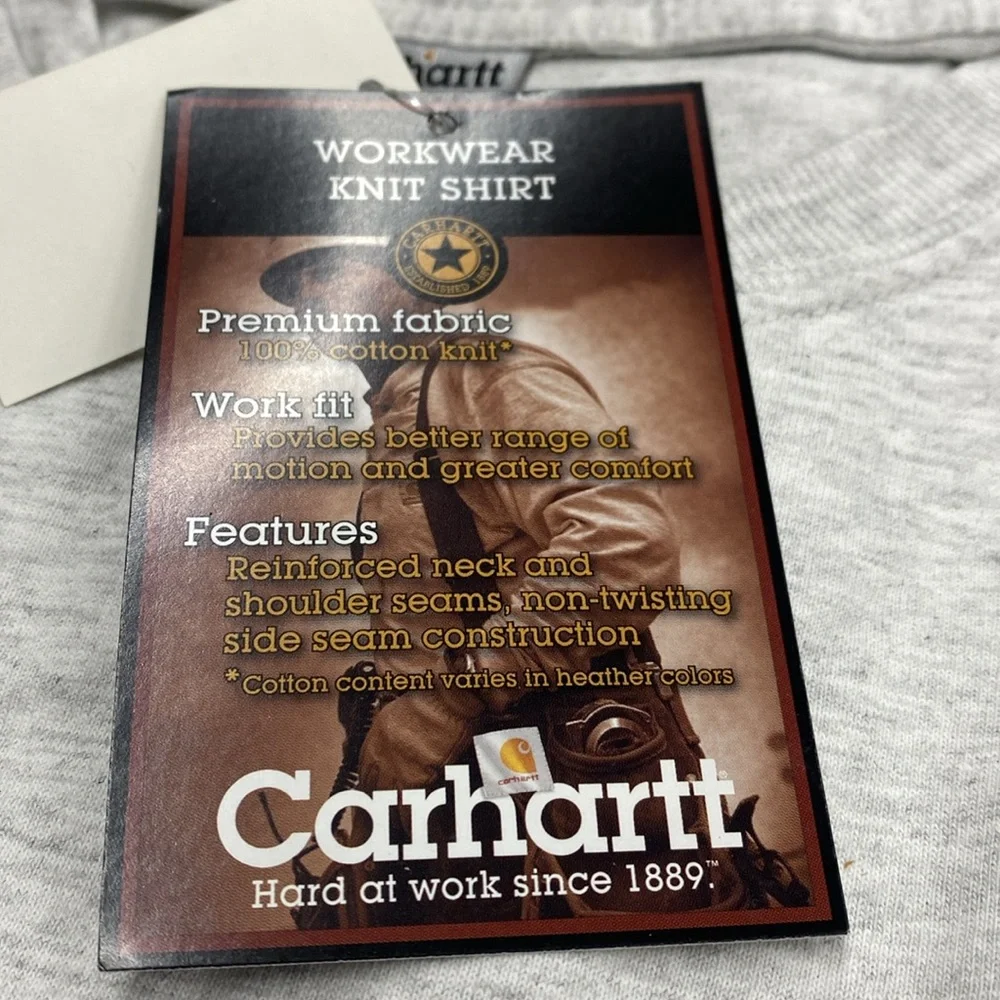 hartt
WORKWEAR
KNIT SHIRT
CARHARTT
ESTABLISHED 1889
Premium fabric
100% cotton knit*
Work fit
Provides better range of
motion and greater comfort
Features
Reinforced neck and
shoulder seams, non-twisting
side seam construction
*Cotton content varies in heather colors
carhartt
Carhartt®
Hard at work since 1889.™